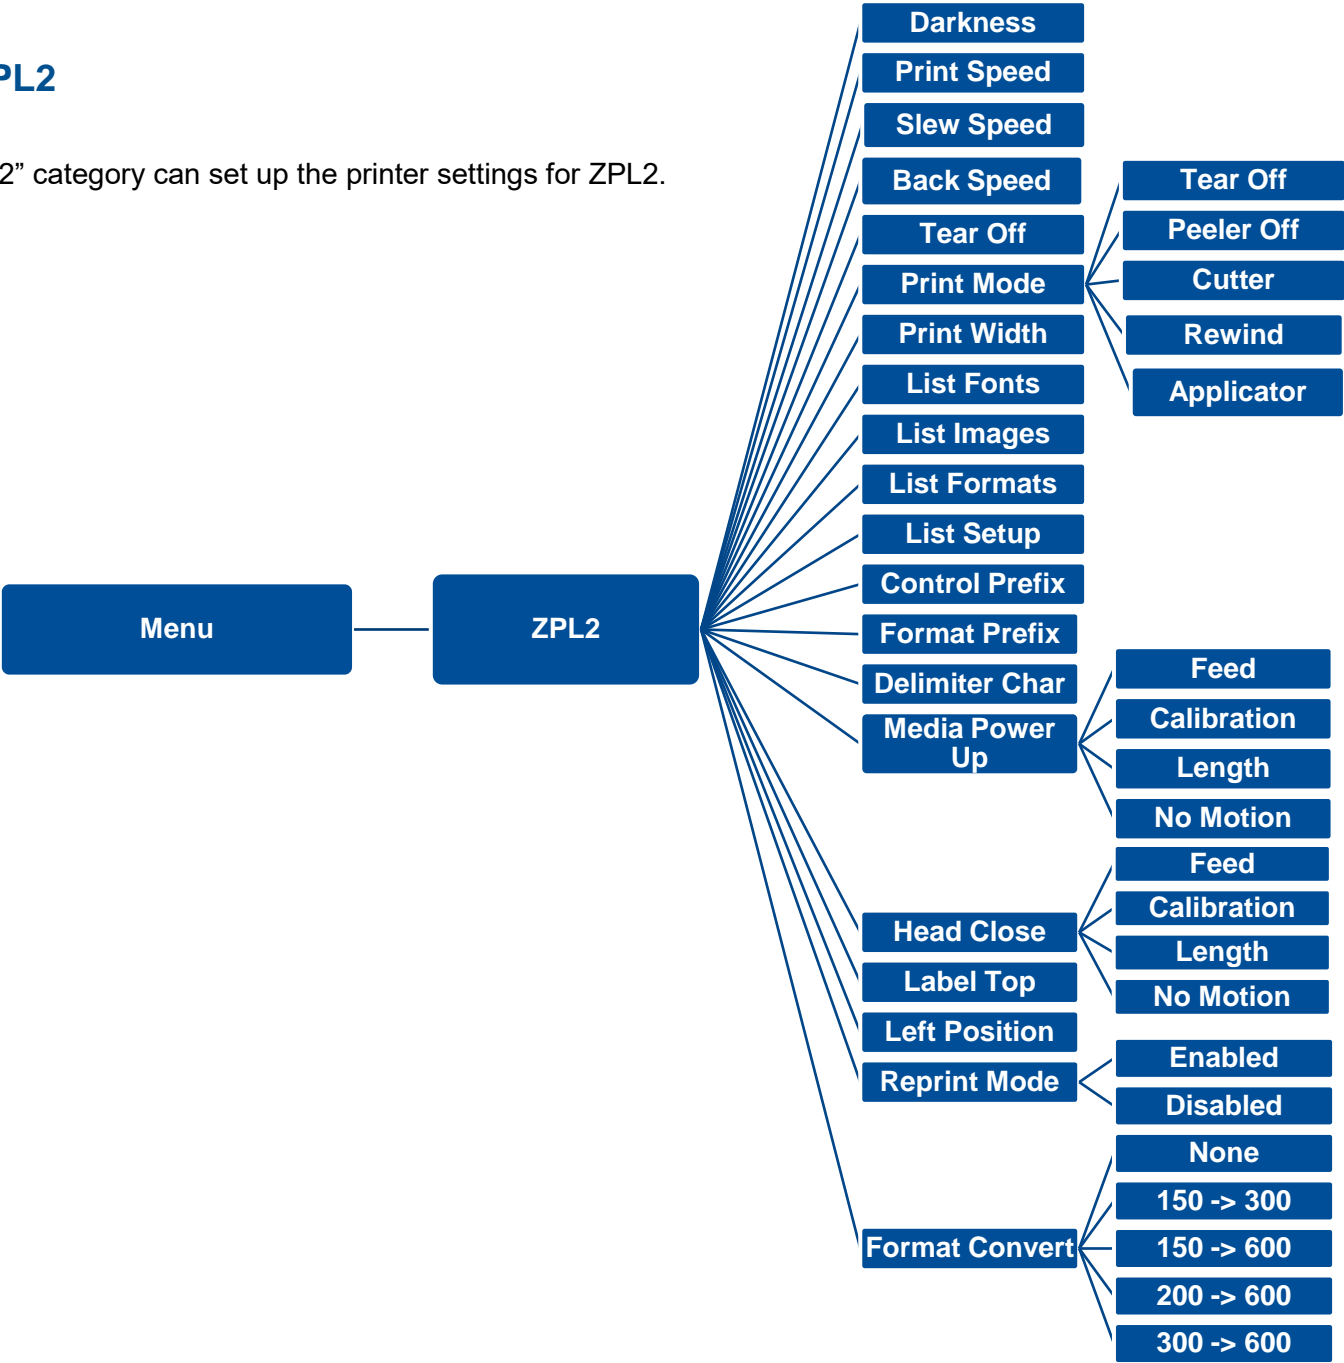 PL2
2” category can set up the printer settings for ZPL2.
Menu
ZPL2
Darkness
Print Speed
Slew Speed
Back Speed
Tear Off
Print Mode
Tear Off
Peeler Off
Cutter
Rewind
Applicator
Print Width
List Fonts
List Images
List Formats
List Setup
Control Prefix
Format Prefix
Delimiter Char
Media Power
Up
Feed
Calibration
Length
No Motion
Head Close
Feed
Calibration
Length
No Motion
Label Top
Left Position
Reprint Mode
Enabled
Disabled
Format Convert
None
150 -> 300
150 -> 600
200 -> 600
300 -> 600